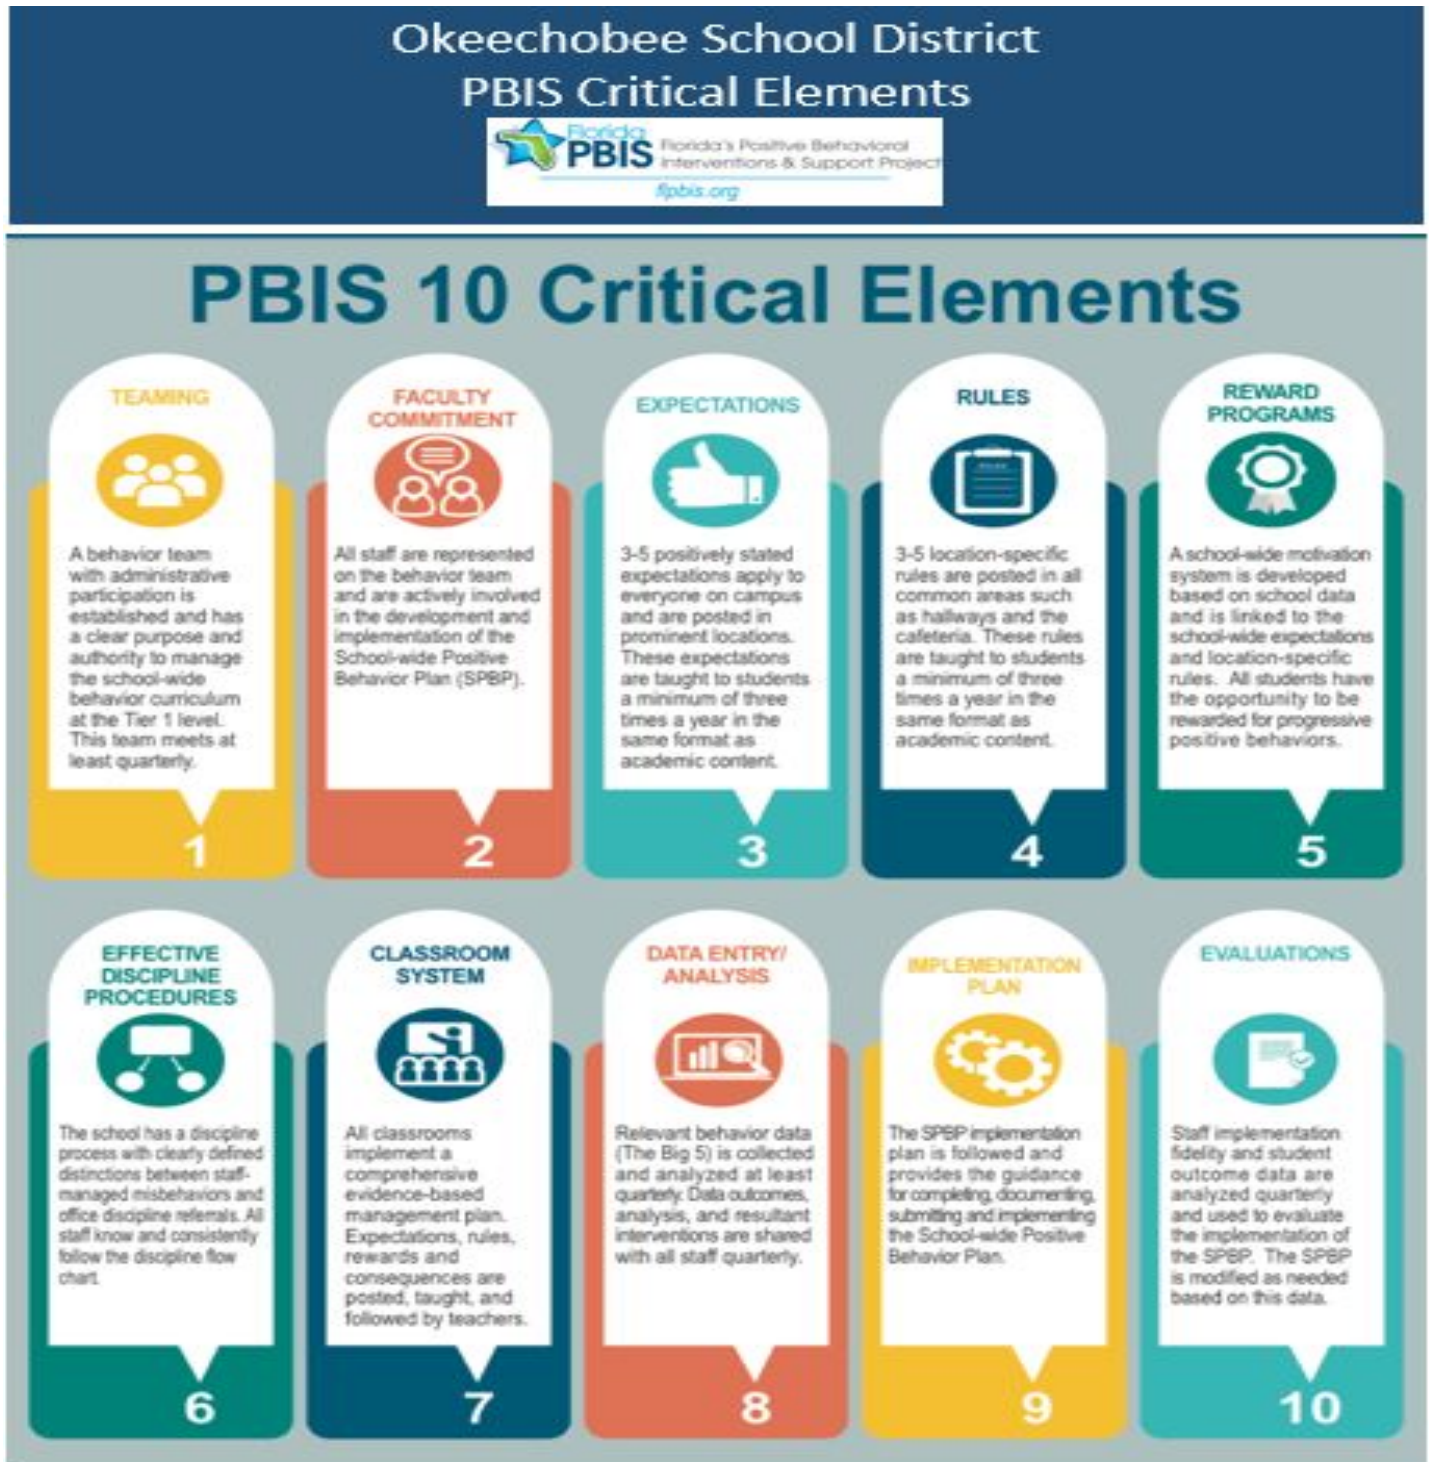 Okeechobee School District
PBIS Critical Elements
Florida
PBIS
Florida's Positive Behavioral
Interventions & Support Project
flpbis.org
PBIS 10 Critical Elements
TEAMING
A behavior team
with administrative
participation is
established and has
a clear purpose and
authority to manage
the school-wide
behavior curriculum
at the Tier 1 level.
This team meets at
least quarterly.
1
FACULTY
COMMITMENT
All staff are represented
on the behavior team
and are actively involved
in the development and
implementation of the
School-wide Positive
Behavior Plan (SPBP).
2
EXPECTATIONS
3-5 positively stated
expectations apply to
everyone on campus
and are posted in
prominent locations.
These expectations
are taught to students
a minimum of three
times a year in the
same format as
academic content.
3
RULES
3-5 location-specific
rules are posted in all
common areas such
as hallways and the
cafeteria. These rules
are taught to students
a minimum of three
times a year in the
same format as
academic content.
4
REWARD
PROGRAMS
A school-wide motivation
system is developed
based on school data
and is linked to the
school-wide expectations
and location-specific
rules. All students have
the opportunity to be
rewarded for progressive
positive behaviors.
5
EFFECTIVE
DISCIPLINE
PROCEDURES
The school has a discipline
process with clearly defined
distinctions between staff-
managed misbehaviors and
office discipline referrals. All
staff know and consistently
follow the discipline flow
chart.
6
CLASSROOM
SYSTEM
All classrooms
implement a
comprehensive
evidence-based
management plan.
Expectations, rules,
rewards and
consequences are
posted, taught, and
followed by teachers.
7
DATA ENTRY/
ANALYSIS
Relevant behavior data
(The Big 5) is collected
and analyzed at least
quarterly. Data outcomes,
analysis, and resultant
interventions are shared
with all staff quarterly.
8
IMPLEMENTATION
PLAN
The SPBP implementation
plan is followed and
provides the guidance
for completing, documenting,
submitting and implementing
the School-wide Positive
Behavior Plan.
9
EVALUATIONS
Staff implementation
fidelity and student
outcome data are
analyzed quarterly
and used to evaluate
the implementation of
the SPBP. The SPBP
is modified as needed
based on this data.
10